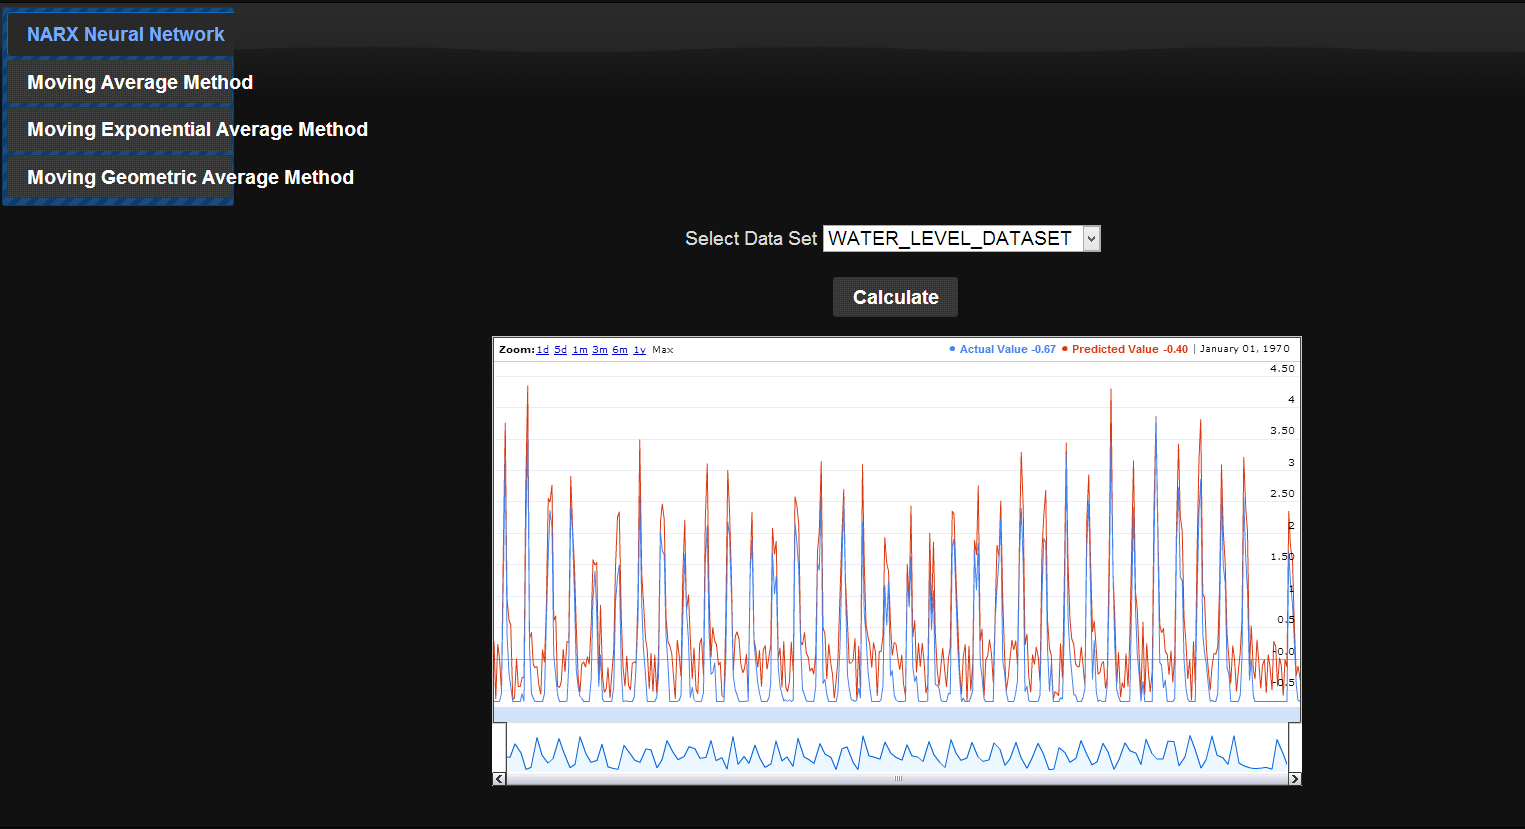 NARX Neural Network
Moving Average Method
Moving Exponential Average Method
Moving Geometric Average Method
Select Data Set WATER_LEVEL_DATASET
Calculate
Zoom: 1d 5d 1m 3m 6m 1y Max
Actual Value -0.67 Predicted Value -0.40 | January 01, 1970
4.50
4
3.50
3
2.50
2
1.50
1
0.5
-0.0
-0.5